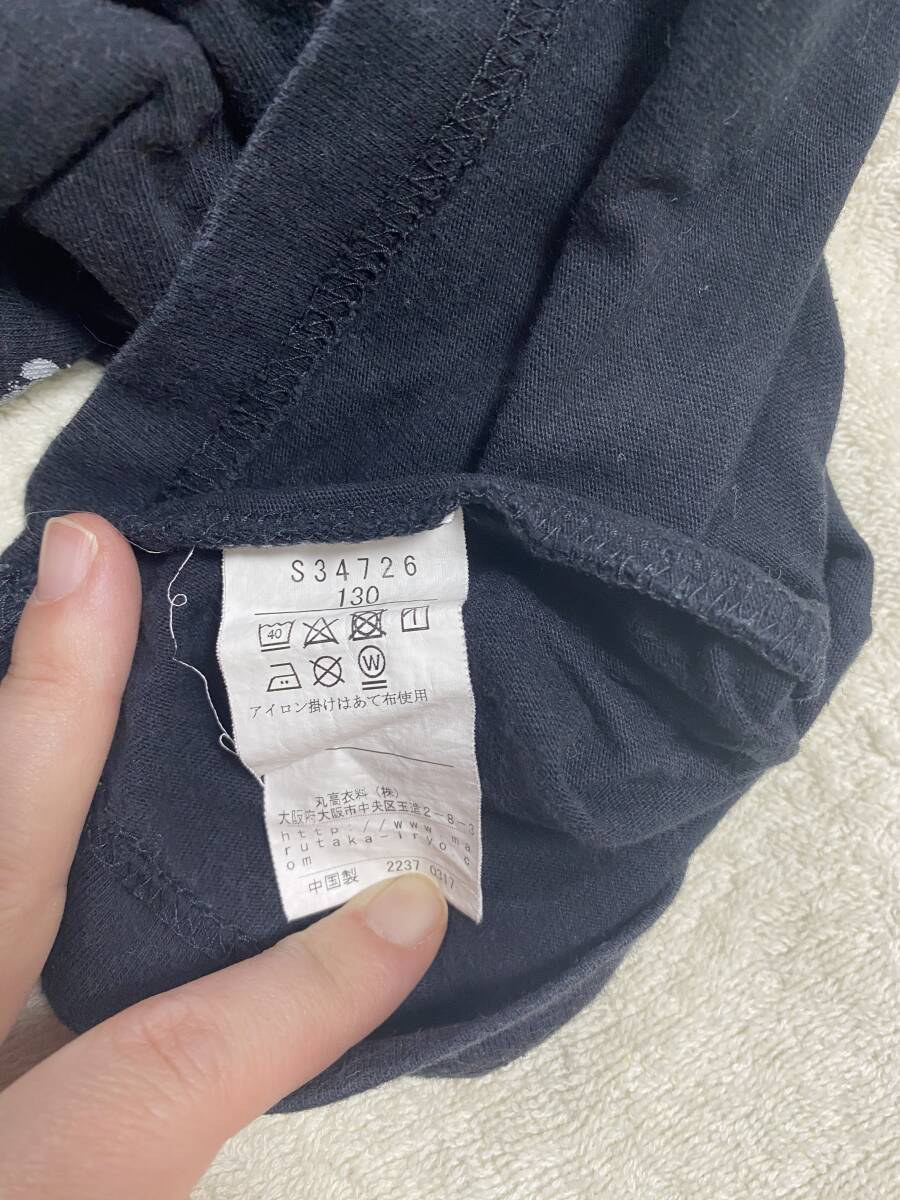 S34726
130
40
W
アイロン掛けはあて布使用
丸高衣料(株)
大阪府大阪市中央区玉造2-8-3
http://www.ma
rutaka-iryo.c
om
中国製 2237 0317